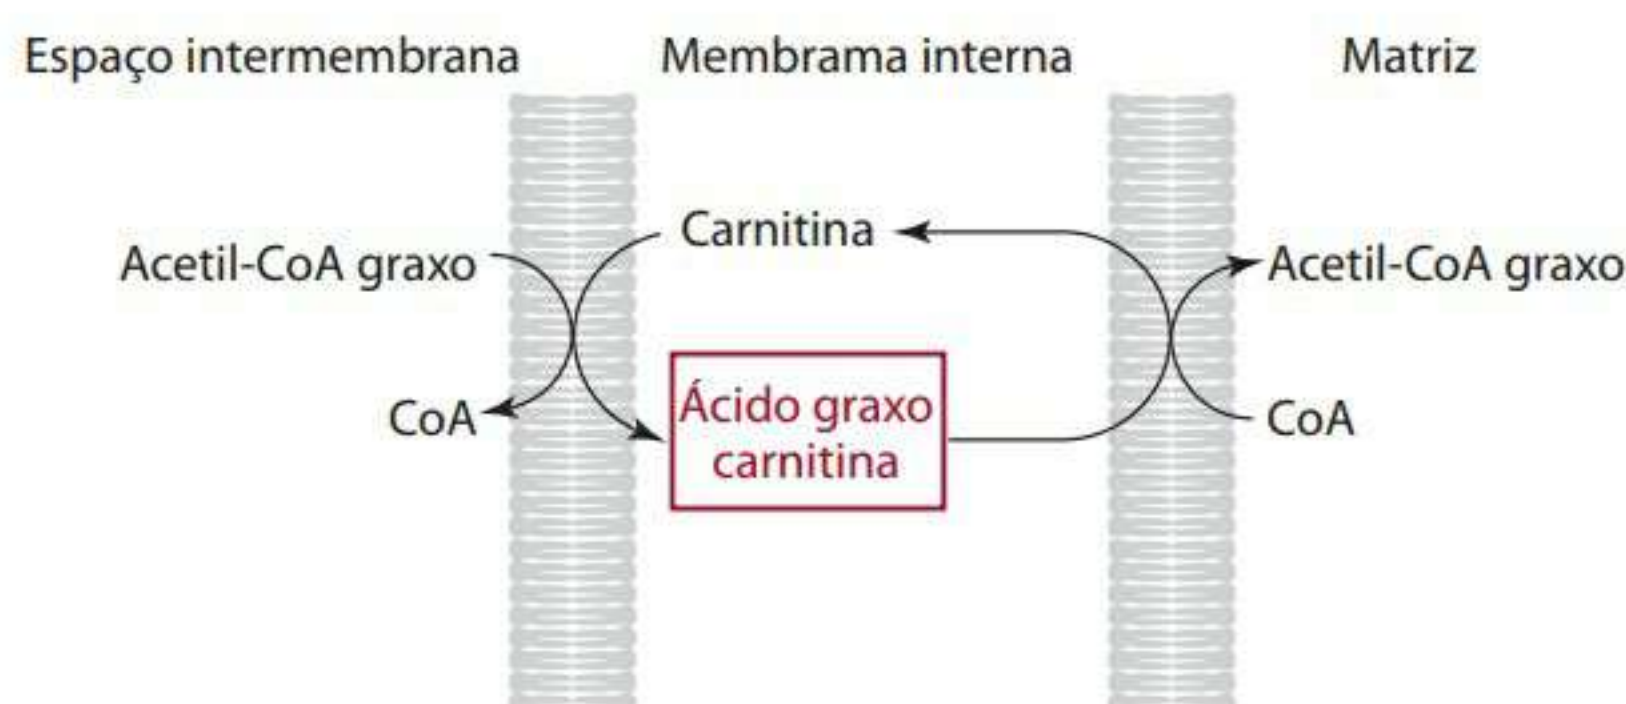 Espaço intermembrana
Membrama interna
Matriz
Carnitina
Acetil-CoA graxo
Acetil-CoA graxo
Ácido graxo
carnitina
CoA
CoA